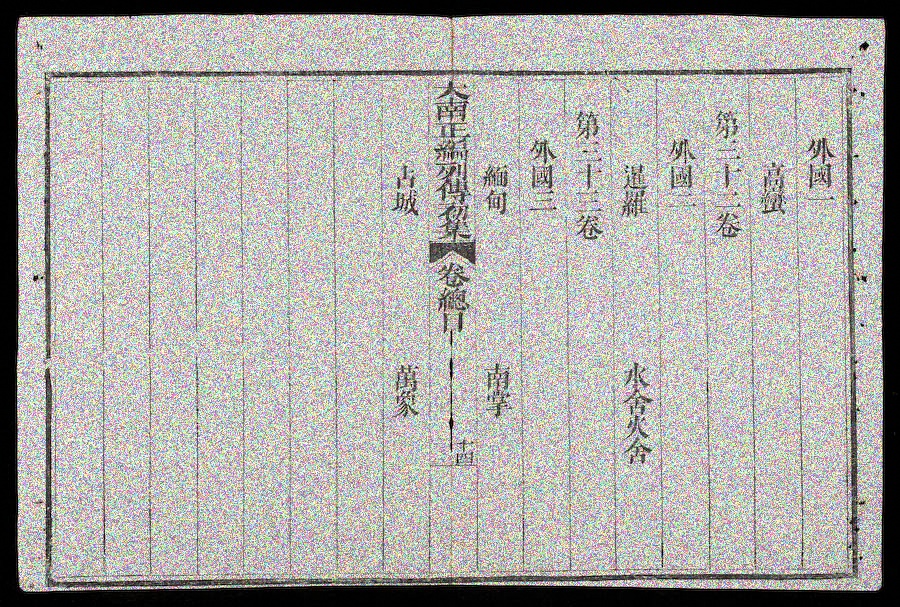 外國一
高蠻
第三十二卷
外國二
暹羅 水舍火舍
第三十三卷
外國三
緬甸 南掌
大南正編列傳初集 卷總目 十四
占城 萬象